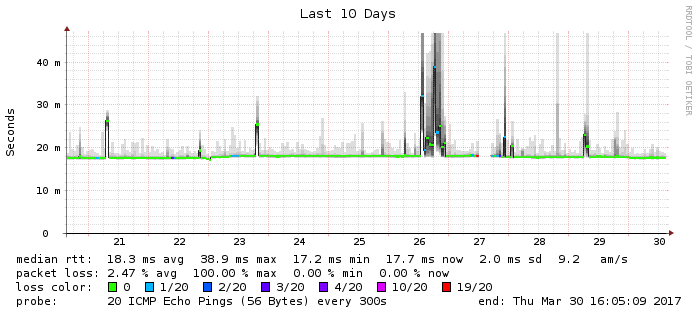 Last 10 Days
RRDTOOL / TOBI OETIKER
Seconds
40 m
30 m
20 m
10 m
0
21 22 23 24 25 26 27 28 29 30
median rtt: 18.3 ms avg 38.9 ms max 17.2 ms min 17.7 ms now 2.0 ms sd 9.2 am/s
packet loss: 2.47 % avg 100.00 % max 0.00 % min 0.00 % now
loss color: 0 1/20 2/20 3/20 4/20 10/20 19/20
probe: 20 ICMP Echo Pings (56 Bytes) every 300s end: Thu Mar 30 16:05:09 2017